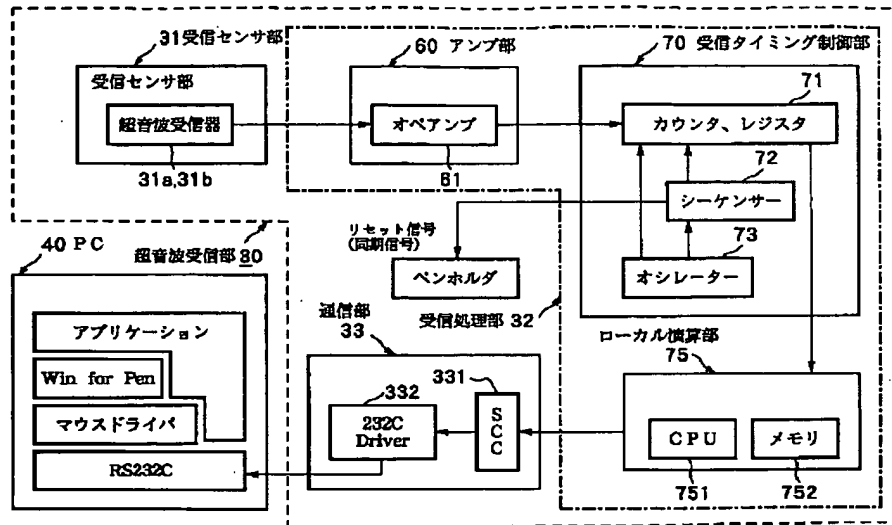 31受信センサ部
受信センサ部
超音波受信器
31a,31b
60 アンプ部
オペアンプ
61
70 受信タイミング制御部
71
カウンタ、レジスタ
72
シーケンサー
73
オシレーター
リセット信号
(同期信号)
ペンホルダ
40 PC
超音波受信部 30
アプリケーション
Win for Pen
マウスドライバ
RS232C
通信部
33
受信処理部 32
332
232C
Driver
331
SCC
ローカル演算部
75
CPU
751
メモリ
752